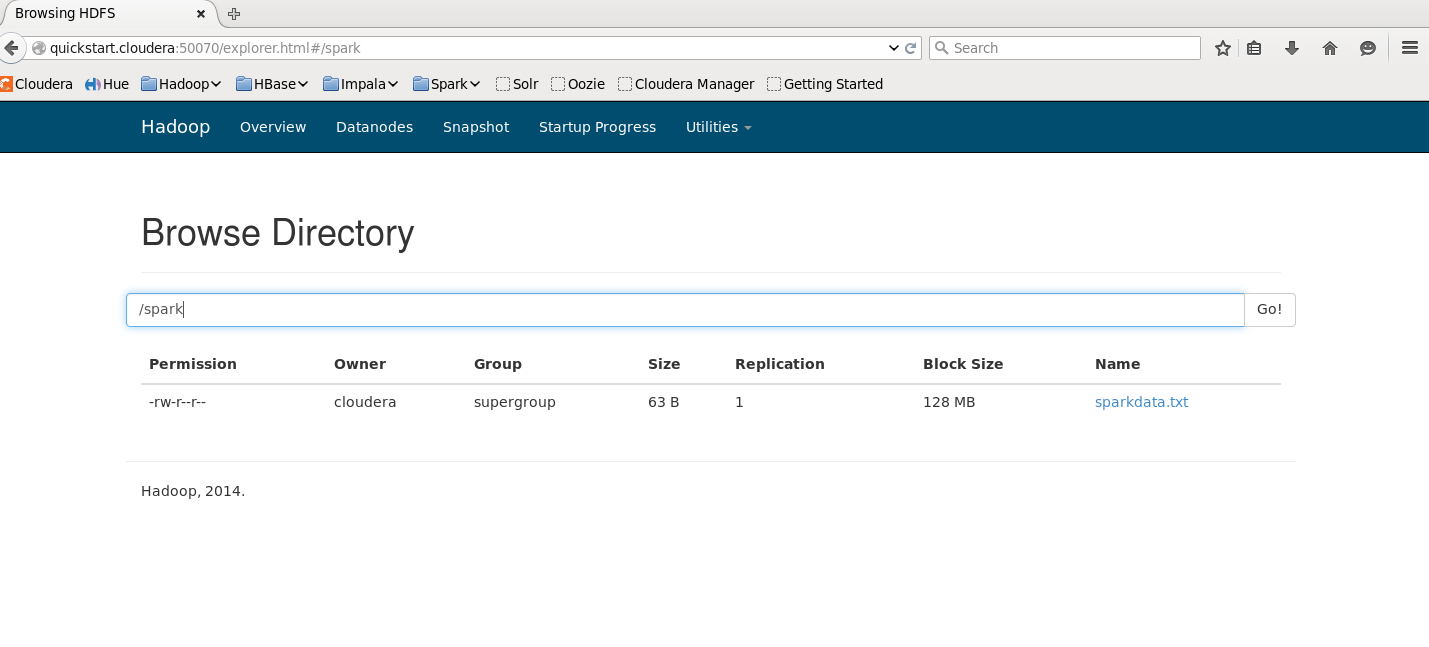 Browsing HDFS
quickstart.cloudera:50070/explorer.html#/spark Search
Cloudera Hue Hadoop HBase Impala Spark Solr Oozie Cloudera Manager Getting Started
Hadoop Overview Datanodes Snapshot Startup Progress Utilities
Browse Directory
/spark Go!
Permission Owner Group Size Replication Block Size Name
-rw-r--r-- cloudera supergroup 63 B 1 128 MB sparkdata.txt
Hadoop, 2014.